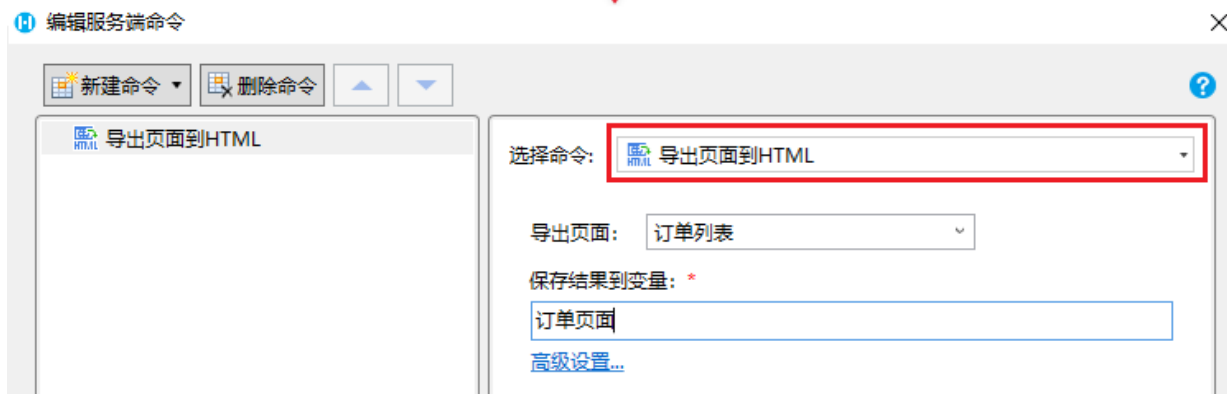 编辑服务端命令
新建命令 删除命令
导出页面到HTML
选择命令: 导出页面到HTML
导出页面: 订单列表
保存结果到变量: *
订单页面
高级设置...